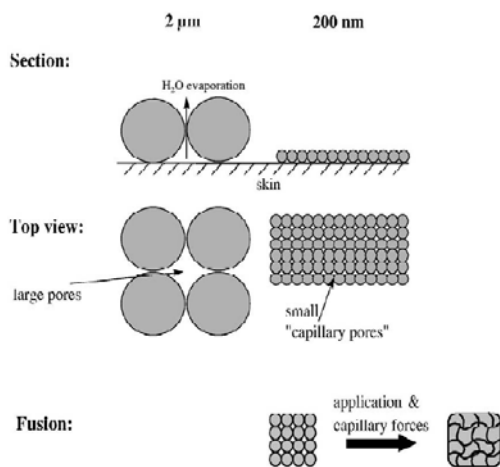 2 µm 200 nm
Section:
H₂O evaporation
skin
Top view:
large pores
small
"capillary pores"
application &
Fusion: capillary forces